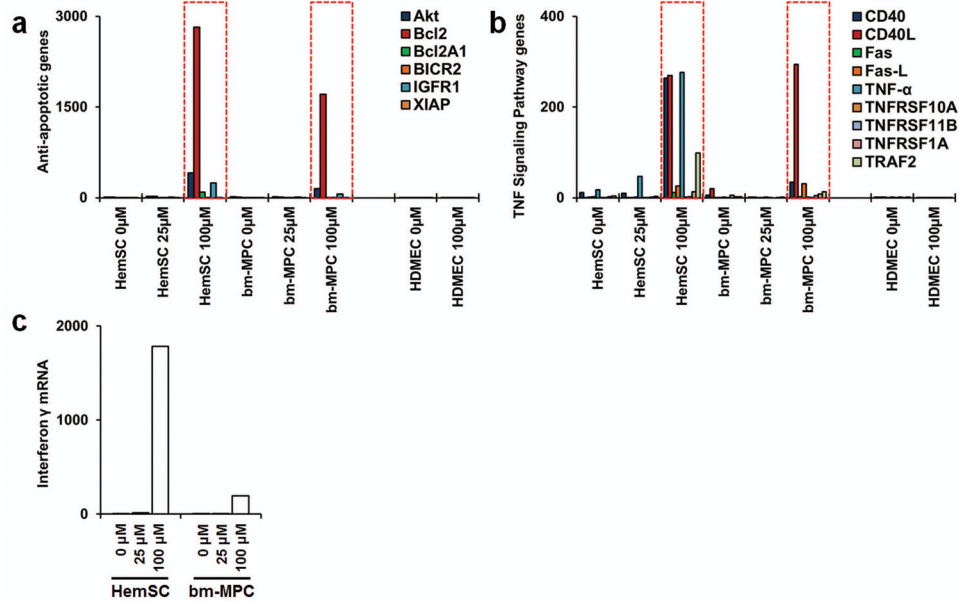 a
Anti-apoptotic genes
3000
1500
0
Akt
Bcl2
Bcl2A1
BICR2
IGFR1
XIAP
HemSC 0µM
HemSC 25µM
HemSC 100µM
bm-MPC 0µM
bm-MPC 25µM
bm-MPC 100µM
HDMEC 0µM
HDMEC 100µM
b
TNF Signaling Pathway genes
400
200
0
CD40
CD40L
Fas
Fas-L
TNF-α
TNFRSF10A
TNFRSF11B
TNFRSF1A
TRAF2
HemSC 0µM
HemSC 25µM
HemSC 100µM
bm-MPC 0µM
bm-MPC 25µM
bm-MPC 100µM
HDMEC 0µM
HDMEC 100µM
c
Interferon γ mRNA
2000
1000
0
0 µM
25 µM
100 µM
0 µM
25 µM
100 µM
HemSC
bm-MPC